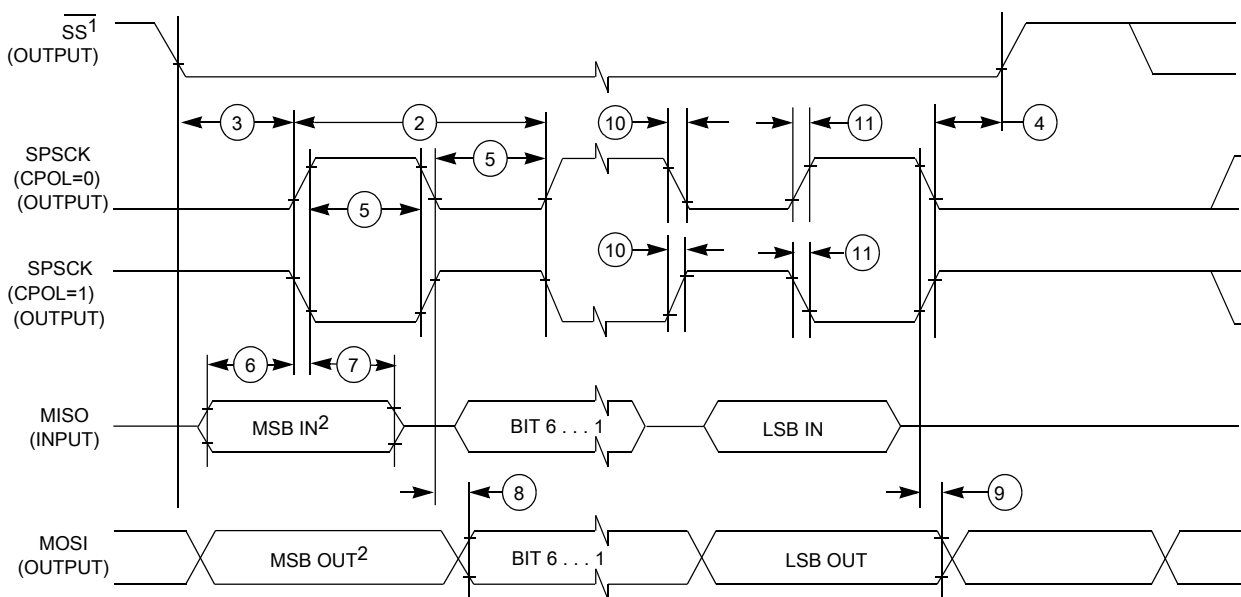 SS1
(OUTPUT)
3
2
10
11
4
SPSCK
(CPOL=0)
(OUTPUT)
5
5
SPSCK
(CPOL=1)
(OUTPUT)
10
11
6
7
MISO
(INPUT)
MSB IN2
BIT 6 . . . 1
LSB IN
8
9
MOSI
(OUTPUT)
MSB OUT2
BIT 6 . . . 1
LSB OUT